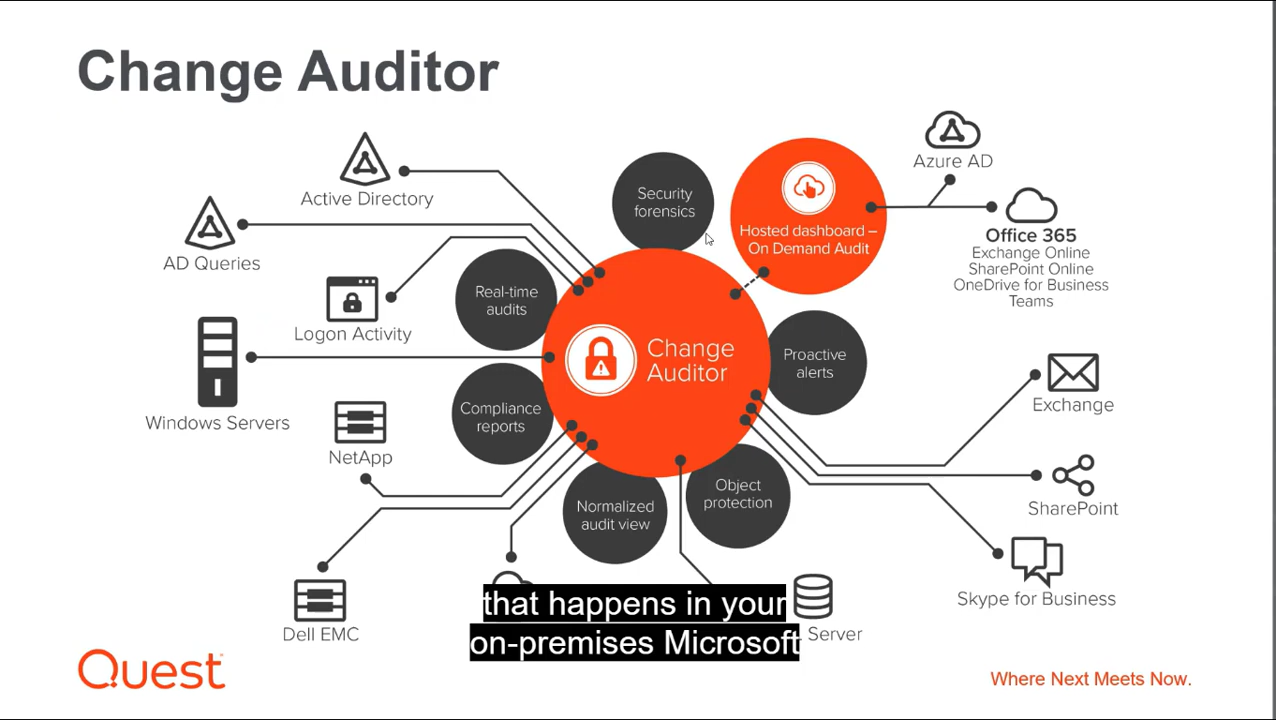 Change Auditor
Azure AD
Active Directory
Security
forensics
Hosted dashboard –
On Demand Audit
Office 365
Exchange Online
SharePoint Online
OneDrive for Business
Teams
AD Queries
Real-time
audits
Logon Activity
Change
Auditor
Proactive
alerts
Exchange
Windows Servers
Compliance
reports
NetApp
Object
protection
Normalized
audit view
SharePoint
Skype for Business
Dell EMC
Server
that happens in your
on-premises Microsoft
Quest
Where Next Meets Now.